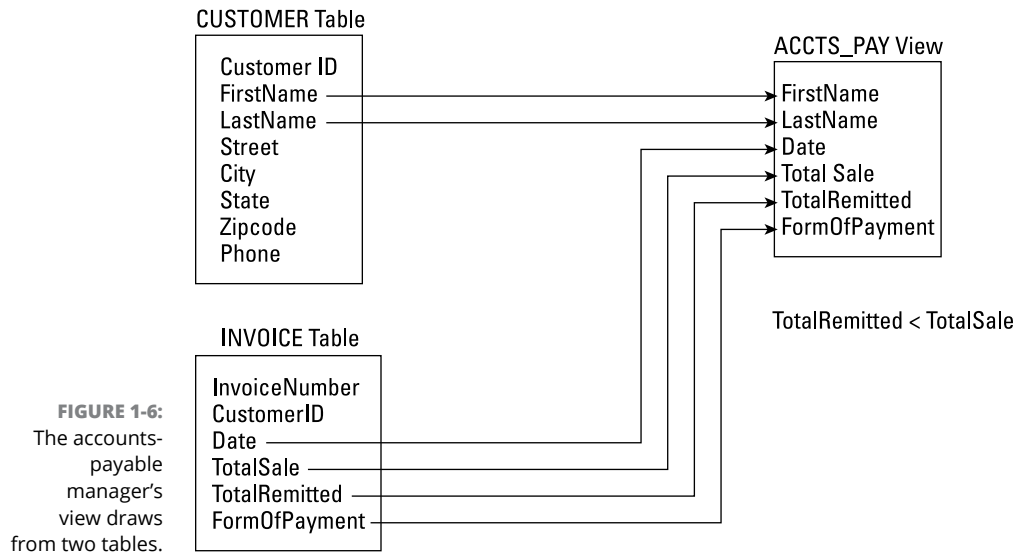 CUSTOMER Table
Customer ID
FirstName
LastName
Street
City
State
Zipcode
Phone
ACCTS_PAY View
FirstName
LastName
Date
Total Sale
TotalRemitted
FormOfPayment
TotalRemitted < TotalSale
INVOICE Table
InvoiceNumber
CustomerID
Date
TotalSale
TotalRemitted
FormOfPayment
FIGURE 1-6:
The accounts-
payable
manager’s
view draws
from two tables.